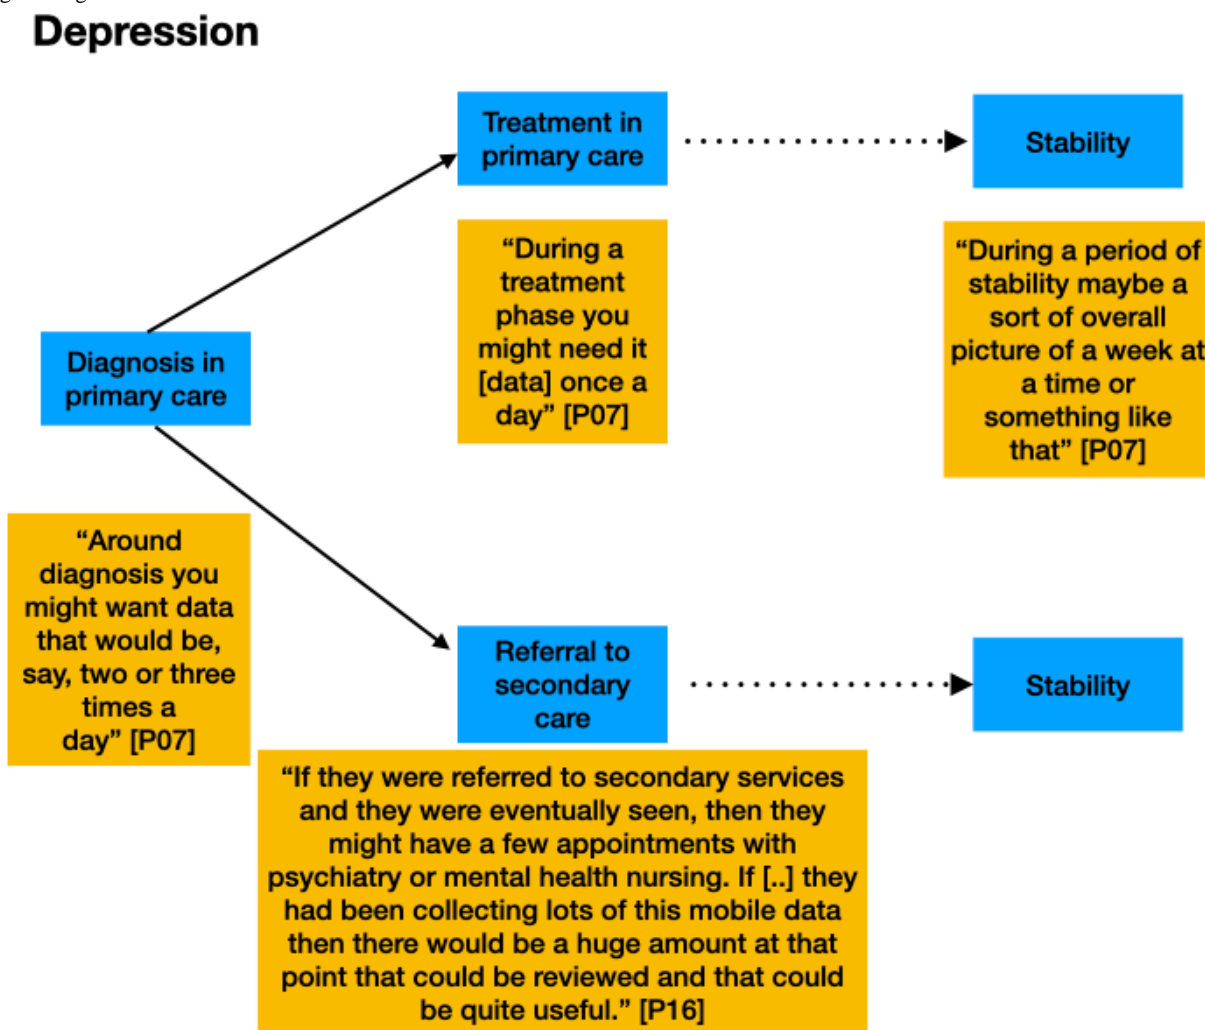 Depression
Treatment in
primary care
Stability
“During a
treatment
phase you
might need it
[data] once a
day” [P07]
“During a period of
stability maybe a
sort of overall
picture of a week at
a time or
something like
that” [P07]
Diagnosis in
primary care
“Around
diagnosis you
might want data
that would be,
say, two or three
times a
day” [P07]
Referral to
secondary
care
Stability
“If they were referred to secondary services
and they were eventually seen, then they
might have a few appointments with
psychiatry or mental health nursing. If [..] they
had been collecting lots of this mobile data
then there would be a huge amount at that
point that could be reviewed and that could
be quite useful.” [P16]